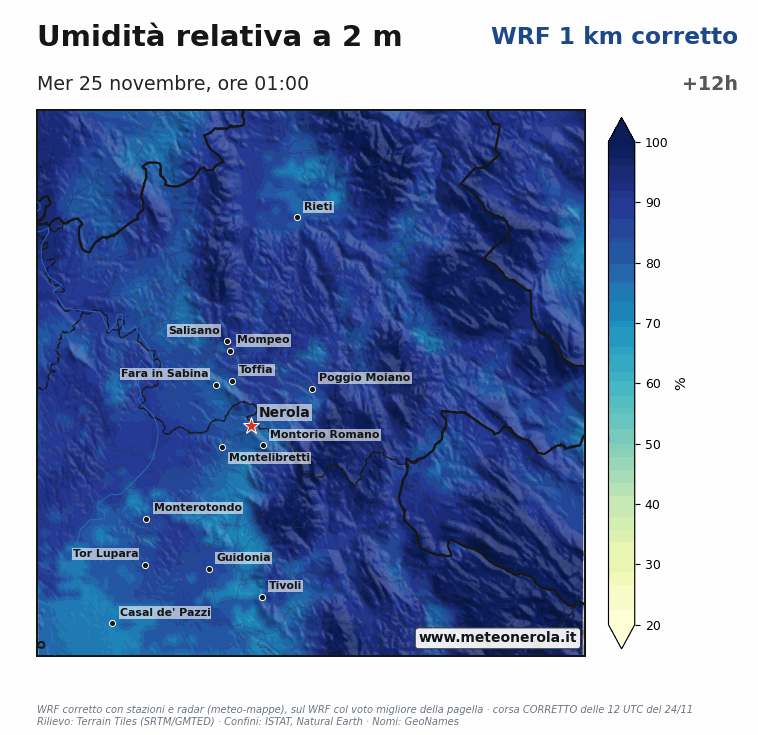 Umidità relativa a 2 m
WRF 1 km corretto
Mer 25 novembre, ore 01:00
+12h
Rieti
Salisano
Mompeo
Fara in Sabina
Toffia
Poggio Moiano
Nerola
Montorio Romano
Montelibretti
Monterotondo
Tor Lupara
Guidonia
Tivoli
Casal de' Pazzi
www.meteonerola.it
100
90
80
70
60
50
40
30
20
%
WRF corretto con stazioni e radar (meteo-mappe), sul WRF col voto migliore della pagella · corsa CORRETTO delle 12 UTC del 24/11
Rilievo: Terrain Tiles (SRTM/GMTED) · Confini: ISTAT, Natural Earth · Nomi: GeoNames